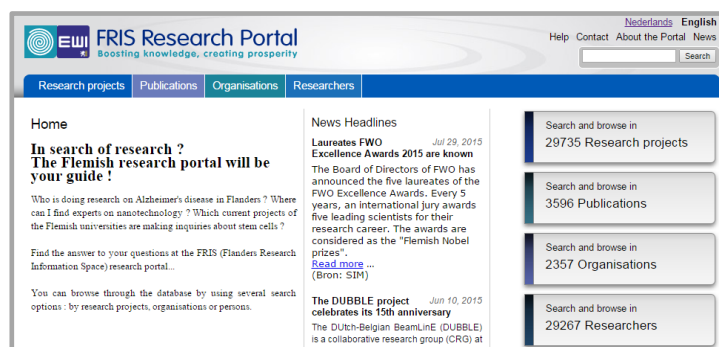 Nederlands English
EWI FRIS Research Portal
Boosting knowledge, creating prosperity
Help Contact About the Portal News
Search
Research projects Publications Organisations Researchers
Home
In search of research ?
The Flemish research portal will be
your guide !
Who is doing research on Alzheimer's disease in Flanders ? Where
can I find experts on nanotechnology ? Which current projects of
the Flemish universities are making inquiries about stem cells ?
Find the answer to your questions at the FRIS (Flanders Research
Information Space) research portal...
You can browse through the database by using several search
options : by research projects, organisations or persons.
News Headlines
Laureates FWO Jul 29, 2015
Excellence Awards 2015 are known
The Board of Directors of FWO has
announced the five laureates of the
FWO Excellence Awards. Every 5
years, an international jury awards
five leading scientists for their
research career. The awards are
considered as the "Flemish Nobel
prizes".
Read more ...
(Bron: SIM)
The DUBBLE project Jun 10, 2015
celebrates its 15th anniversary
The DUtch-Belgian BeamLinE (DUBBLE)
is a collaborative research group (CRG) at
Search and browse in
29735 Research projects
Search and browse in
3596 Publications
Search and browse in
2357 Organisations
Search and browse in
29267 Researchers